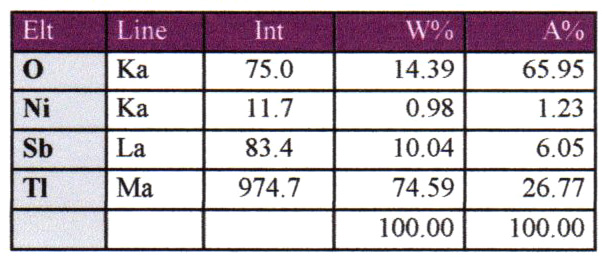 Elt Line Int W% A%
O Ka 75.0 14.39 65.95
Ni Ka 11.7 0.98 1.23
Sb La 83.4 10.04 6.05
Tl Ma 974.7 74.59 26.77
100.00 100.00